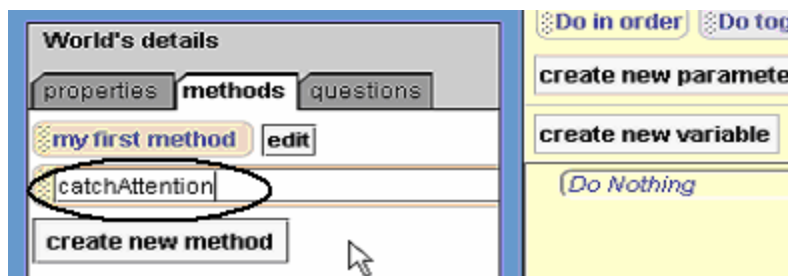 World's details
properties methods questions
my first method edit
catchAttention
create new method
Do in order Do tog
create new paramete
create new variable
(Do Nothing